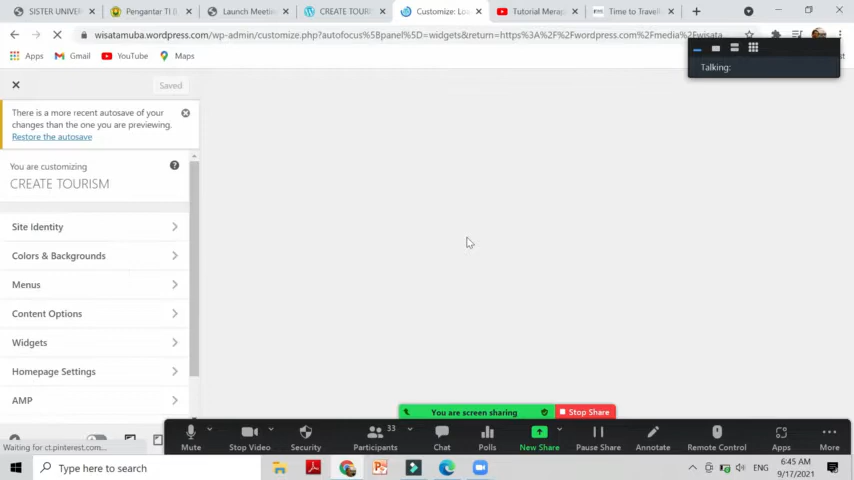 SISTER UNIVER
Pengantar TI (
Launch Meetin
CREATE TOURISM
Customize: Loa
Tutorial Meraj
Time to Travell
wisatamuba.wordpress.com/wp-admin/customize.php?autofocus%5Bpanel%5D=widgets&return=https%3A%2F%2Fwordpress.com%2Fmedia%2Fwisata
Apps
Gmail
YouTube
Maps
Talking:
Saved
There is a more recent autosave of your
changes than the one you are previewing.
Restore the autosave
You are customizing
CREATE TOURISM
Site Identity
Colors & Backgrounds
Menus
Content Options
Widgets
Homepage Settings
AMP
You are screen sharing
Stop Share
33
Mute
Stop Video
Security
Participants
Chat
Polls
New Share
Pause Share
Annotate
Remote Control
Apps
More
Waiting for ct.pinterest.com...
Type here to search
ENG
6:45 AM
9/17/2021